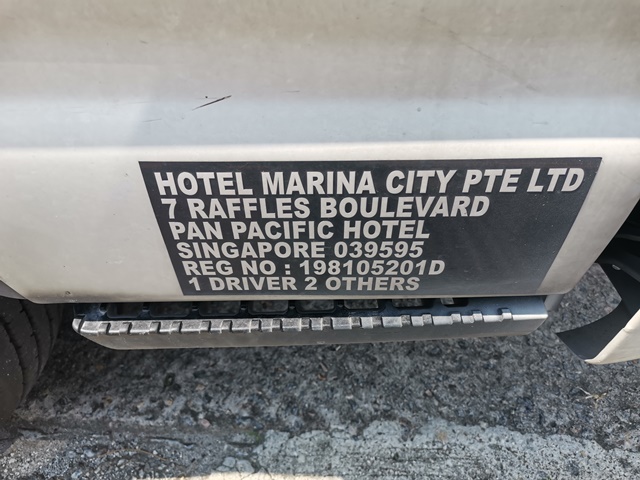 HOTEL MARINA CITY PTE LTD
7 RAFFLES BOULEVARD
PAN PACIFIC HOTEL
SINGAPORE 039595
REG NO : 198105201D
1 DRIVER 2 OTHERS